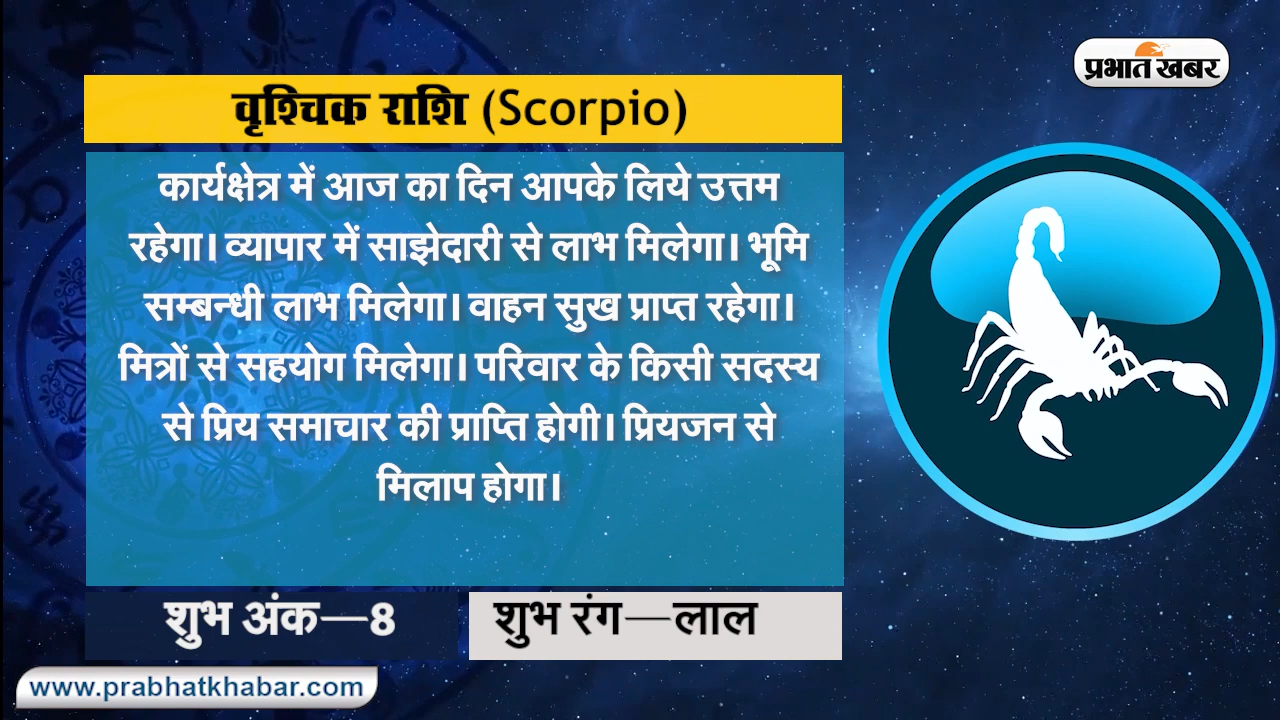 प्रभात खबर
वृश्चिक राशि (Scorpio)
कार्यक्षेत्र में आज का दिन आपके लिये उत्तम
रहेगा। व्यापार में साझेदारी से लाभ मिलेगा। भूमि
सम्बन्धी लाभ मिलेगा। वाहन सुख प्राप्त रहेगा।
मित्रों से सहयोग मिलेगा। परिवार के किसी सदस्य
से प्रिय समाचार की प्राप्ति होगी। प्रियजन से
मिलाप होगा।
शुभ अंक—8
शुभ रंग—लाल
www.prabhatkhabar.com